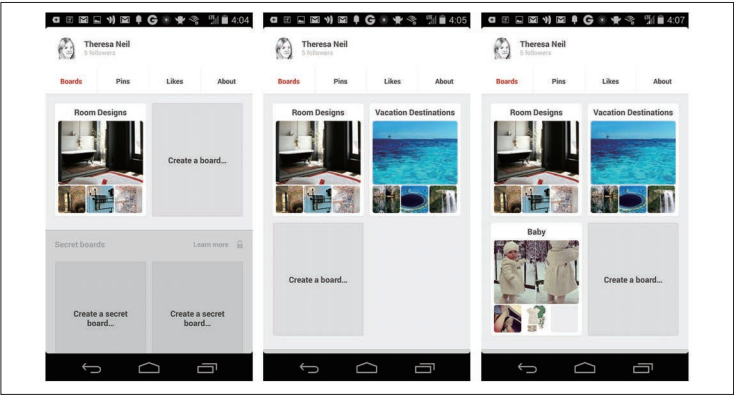 4:04
Theresa Neil
5 followers
Boards Pins Likes About
Room Designs
Create a board...
Secret boards Learn more
Create a secret
board...
Create a secret
board...
4:05
Theresa Neil
5 followers
Boards Pins Likes About
Room Designs Vacation Destinations
Create a board...
4:07
Theresa Neil
5 followers
Boards Pins Likes About
Room Designs Vacation Destinations
Baby
Create a board...